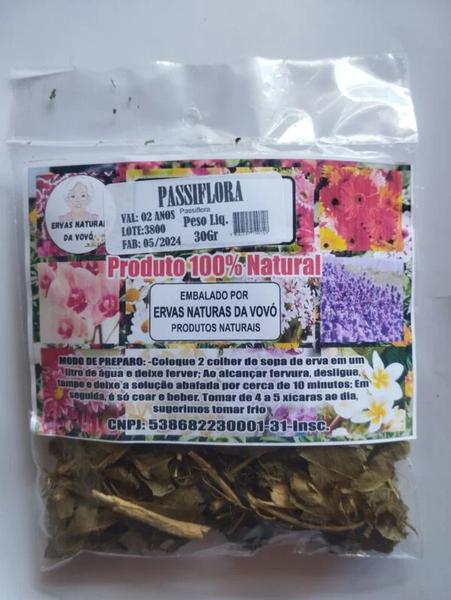 ERVAS NATURAS
DA VOVÓ
PASSIFLORA
VAL: 02 ANOS
LOTE:3800
FAB: 05/2024
Passiflora
Peso Liq.
30Gr
Produto 100% Natural
EMBALADO POR
ERVAS NATURAS DA VOVÓ
PRODUTOS NATURAIS
MODO DE PREPARO: -Coloque 2 colher de sopa de erva em um
litro de água e deixe ferver; Ao alcançar fervura, desligue,
tampe e deixe a solução abafada por cerca de 10 minutos; Em
seguida, é só coar e beber. Tomar de 4 a 5 xícaras ao dia,
sugerimos tomar frio
CNPJ: 538682230001-31-Insc.